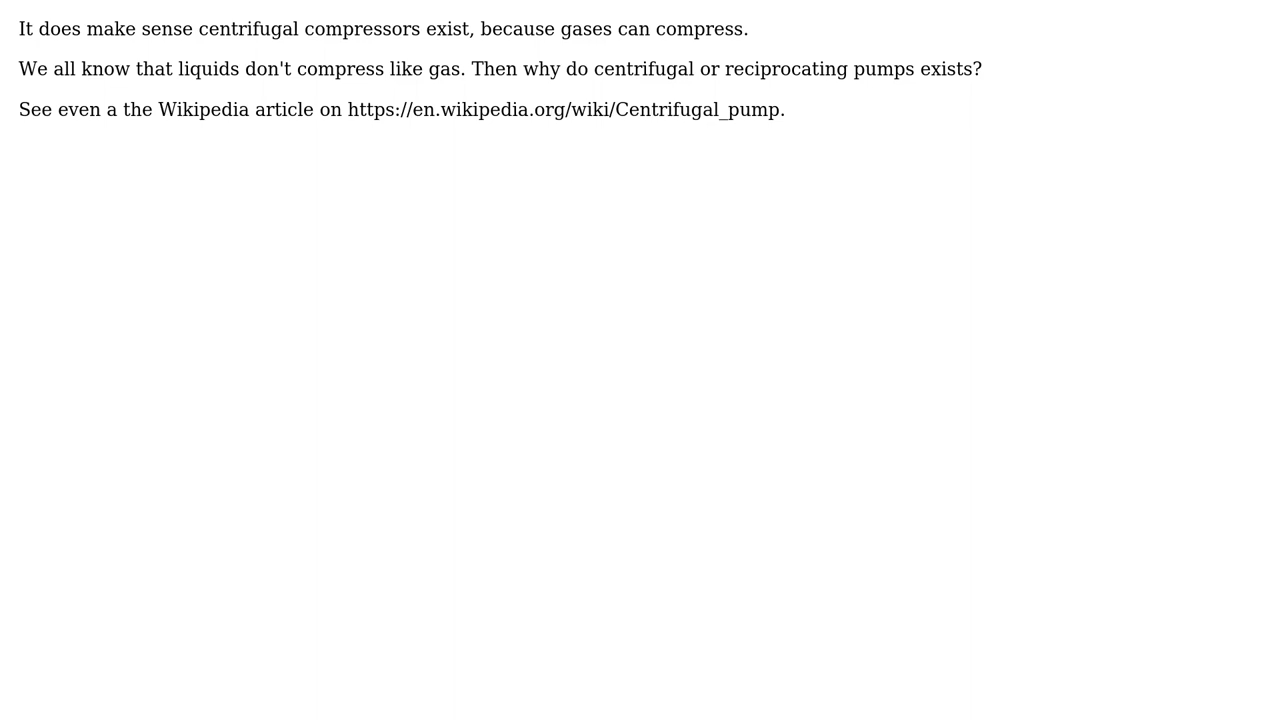 It does make sense centrifugal compressors exist, because gases can compress.
We all know that liquids don't compress like gas. Then why do centrifugal or reciprocating pumps exists?
See even a the Wikipedia article on https://en.wikipedia.org/wiki/Centrifugal_pump.